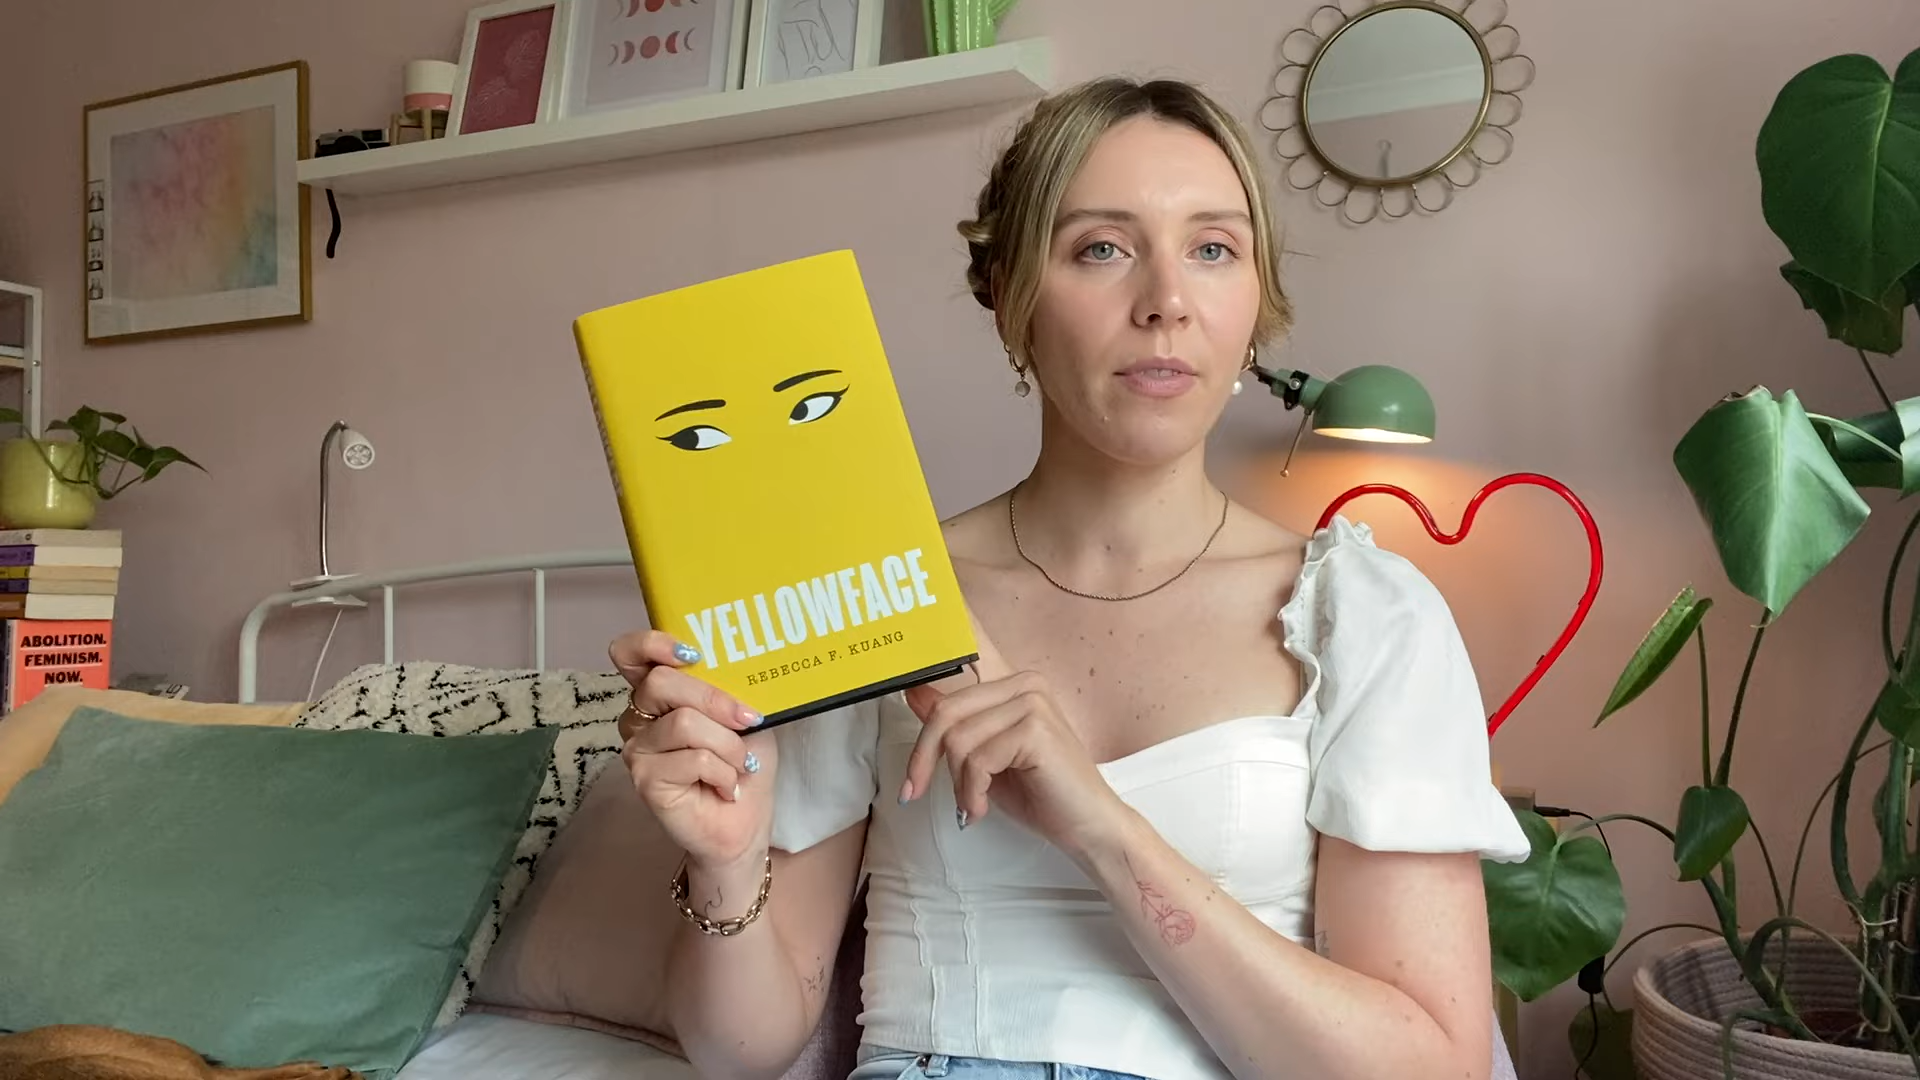 YELLOWFACE
REBECCA F. KUANG
ABOLITION.
FEMINISM.
NOW.